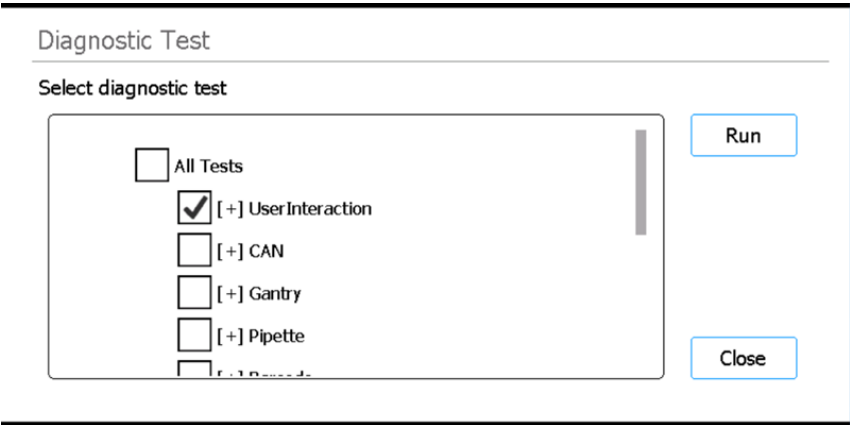 Diagnostic Test
Select diagnostic test
Run
All Tests
[+] UserInteraction
[+] CAN
[+] Gantry
[+] Pipette
Close